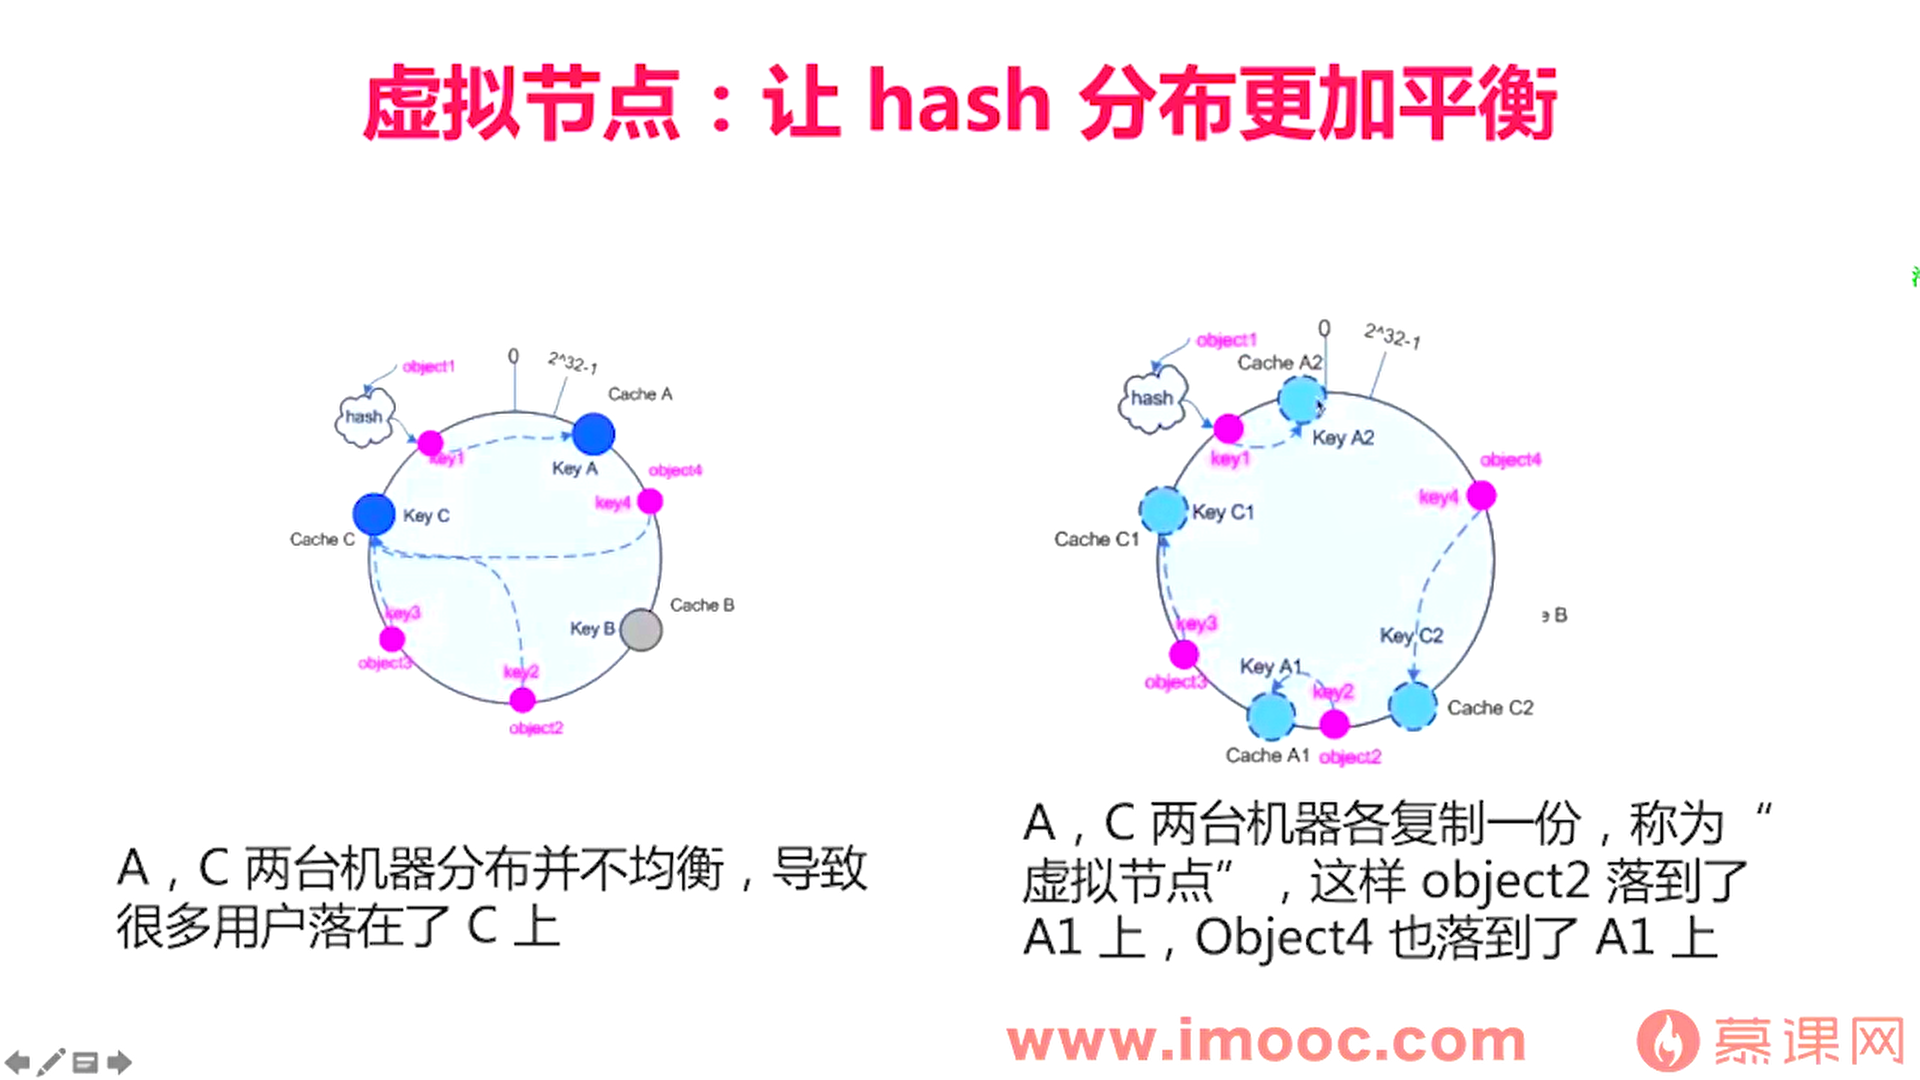 虚拟节点：让 hash 分布更加平衡
object1
0
2^32-1
Cache A
hash
key1
Key A
object4
key4
Key C
Cache C
key3
object3
Cache B
Key B
key2
object2
object1
0
2^32-1
Cache A2
hash
Key A2
key1
object4
key4
Key C1
Cache C1
e B
key3
Key C2
object3
Key A1
key2
Cache C2
Cache A1
object2
A，C 两台机器分布并不均衡，导致
很多用户落在了 C 上
A，C 两台机器各复制一份，称为“
虚拟节点”，这样 object2 落到了
A1 上，Object4 也落到了 A1 上
www.imooc.com
慕课网